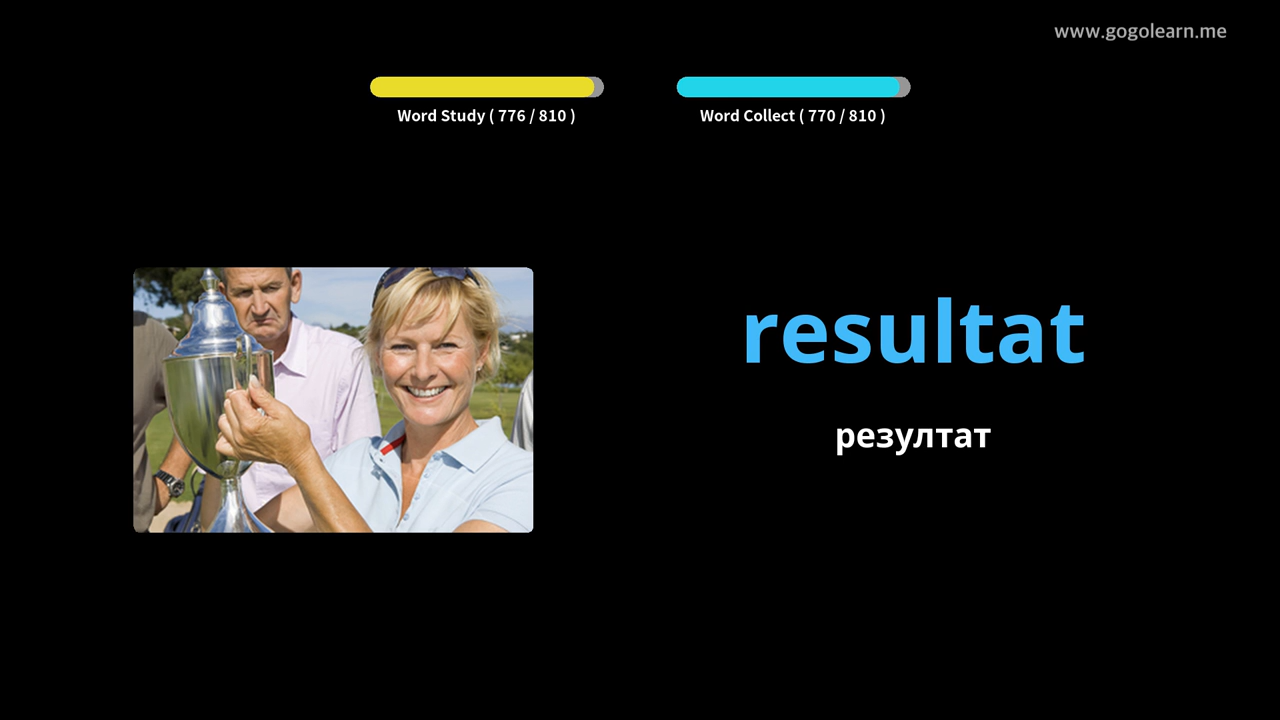 www.gogolearn.me
Word Study ( 776 / 810 )
Word Collect ( 770 / 810 )
resultat
резултат